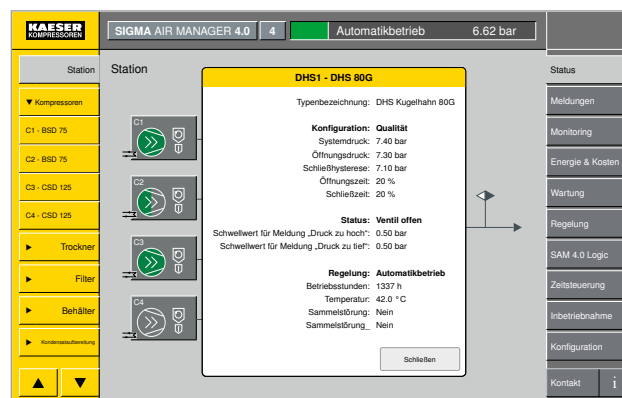 KAESER
KOMPRESSOREN
SIGMA AIR MANAGER 4.0
4
Automatikbetrieb
6.62 bar
Station
▼ Kompressoren
C1 - BSD 75
C2 - BSD 75
C3 - CSD 125
C4 - CSD 125
► Trockner
► Filter
► Behälter
► Kondensataufbereitung
▲ ▼
Station
C1
C2
C3
C4
DHS1 - DHS 80G
Typenbezeichnung: DHS Kugelhahn 80G
Konfiguration: Qualität
Systemdruck: 7.40 bar
Öffnungsdruck: 7.30 bar
Schließhysterese: 7.10 bar
Öffnungszeit: 20 %
Schließzeit: 20 %
Status: Ventil offen
Schwellwert für Meldung „Druck zu hoch“: 0.50 bar
Schwellwert für Meldung „Druck zu tief“: 0.50 bar
Regelung: Automatikbetrieb
Betriebsstunden: 1337 h
Temperatur: 42.0 °C
Sammelstörung: Nein
Sammelstörung_ Nein
Schließen
Status
Meldungen
Monitoring
Energie & Kosten
Wartung
Regelung
SAM 4.0 Logic
Zeitsteuerung
Inbetriebnahme
Konfiguration
Kontakt
i